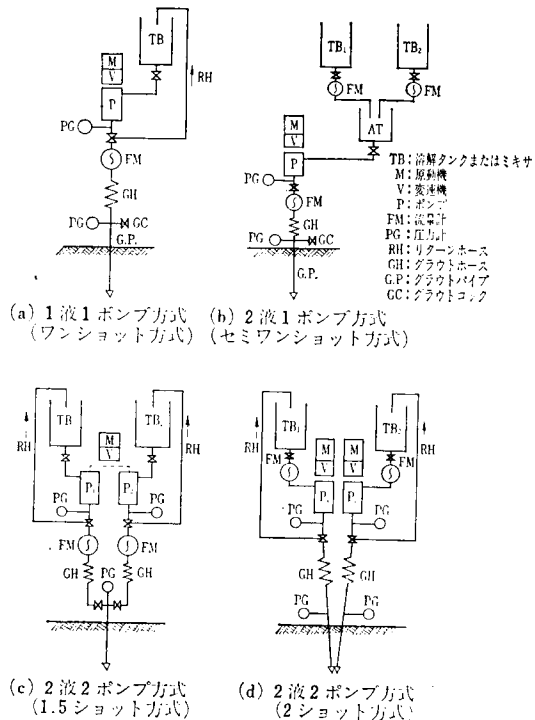 TB
M
V
P
RH
PG
FM
GH
PG
GC
G.P.
(a) 1液1ポンプ方式
(ワンショット方式)
TB₁
TB₂
FM
FM
AT
M
V
P
PG
FM
GH
PG
GC
G.P.
TB：溶解タンクまたはミキサ
M：原動機
V：変速機
P：ポンプ
FM：流量計
PG：圧力計
RH：リターンホース
GH：グラウトホース
G.P：グラウトパイプ
GC：グラウトコック
(b) 2液1ポンプ方式
(セミワンショット方式)
TB
TB
RH
M
V
RH
P
P
PG
PG
FM
FM
GH
PG
GH
(c) 2液2ポンプ方式
(1.5ショット方式)
TB₁
TB
RH
FM
M
V
M
V
FM
RH
P
P
PG
PG
GH
GH
PG
PG
(d) 2液2ポンプ方式
(2ショット方式)